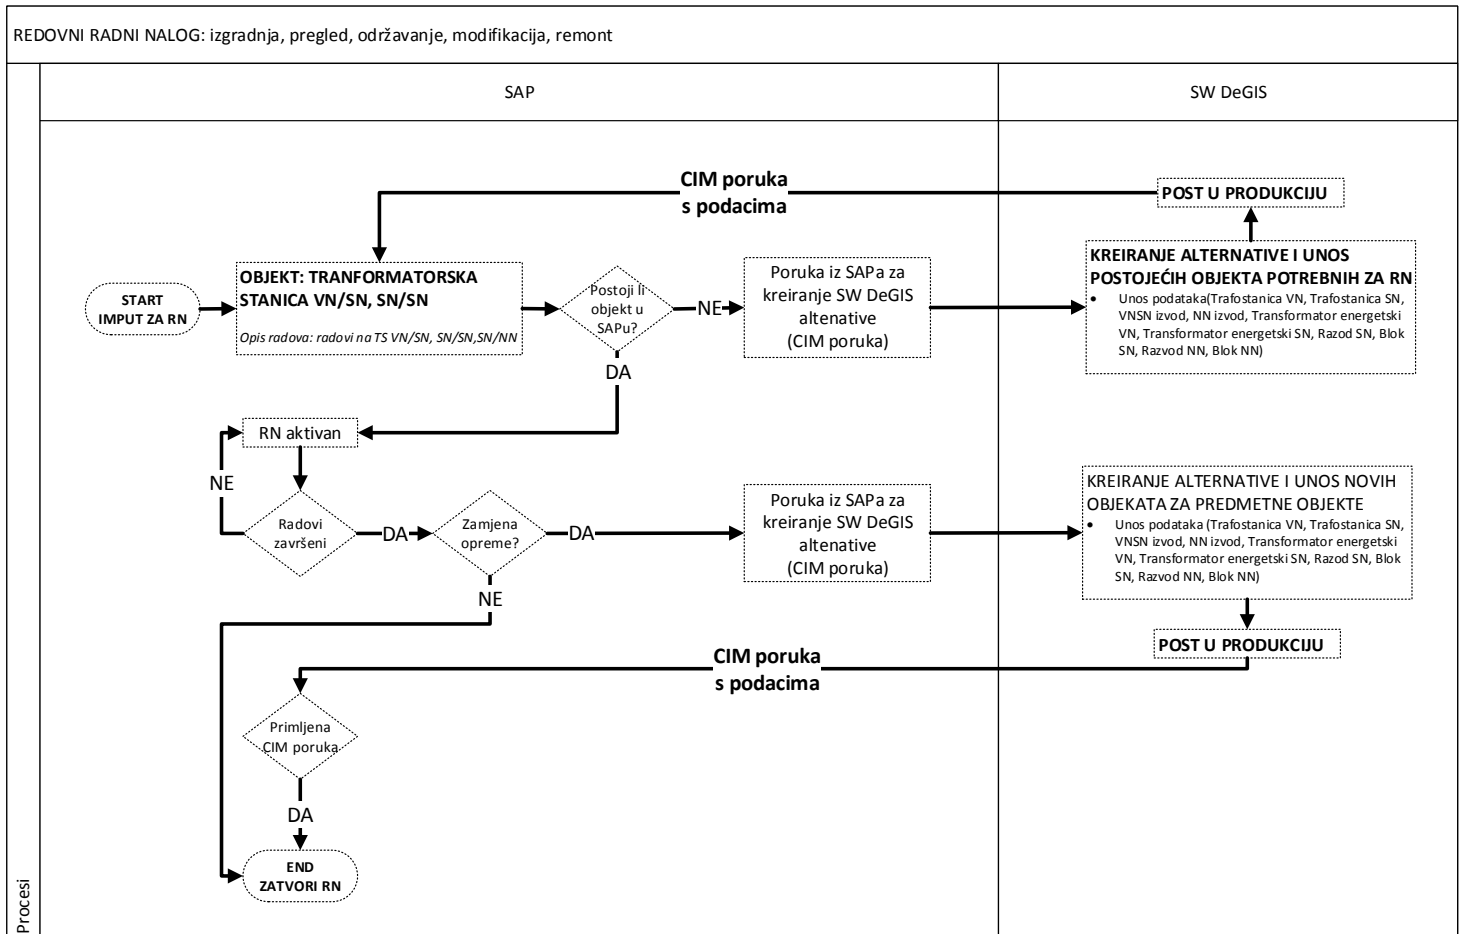 REDOVNI RADNI NALOG: izgradnja, pregled, održavanje, modifikacija, remont
SAP
SW DeGIS
CIM poruka
s podacima
POST U PRODUKCIJU
START
IMPUT ZA RN
OBJEKT: TRANFORMATORSKA
STANICA VN/SN, SN/SN
Opis radova: radovi na TS VN/SN, SN/SN,SN/NN
Postoji li
objekt u
SAPu?
NE
Poruka iz SAPa za
kreiranje SW DeGIS
altenative
(CIM poruka)
KREIRANJE ALTERNATIVE I UNOS
POSTOJEĆIH OBJEKTA POTREBNIH ZA RN
• Unos podataka(Trafostanica VN, Trafostanica SN,
VNSN izvod, NN izvod, Transformator energetski
VN, Transformator energetski SN, Razod SN, Blok
SN, Razvod NN, Blok NN)
DA
RN aktivan
NE
Radovi
završeni
DA
Zamjena
opreme?
DA
Poruka iz SAPa za
kreiranje SW DeGIS
altenative
(CIM poruka)
KREIRANJE ALTERNATIVE I UNOS NOVIH
OBJEKATA ZA PREDMETNE OBJEKTE
• Unos podataka (Trafostanica VN, Trafostanica SN,
VNSN izvod, NN izvod, Transformator energetski
VN, Transformator energetski SN, Razod SN, Blok
SN, Razvod NN, Blok NN)
NE
POST U PRODUKCIJU
CIM poruka
s podacima
Primljena
CIM poruka
DA
END
ZATVORI RN
Procesi